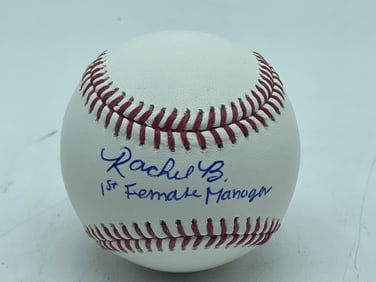 Rachel B.
1st Female Manager